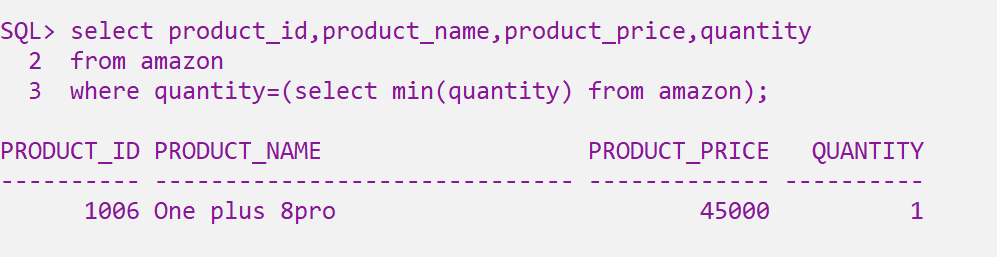 SQL> select product_id,product_name,product_price,quantity
  2  from amazon
  3  where quantity=(select min(quantity) from amazon);

PRODUCT_ID PRODUCT_NAME                   PRODUCT_PRICE   QUANTITY
---------- ------------------------------ ------------- ----------
      1006 One plus 8pro                          45000          1